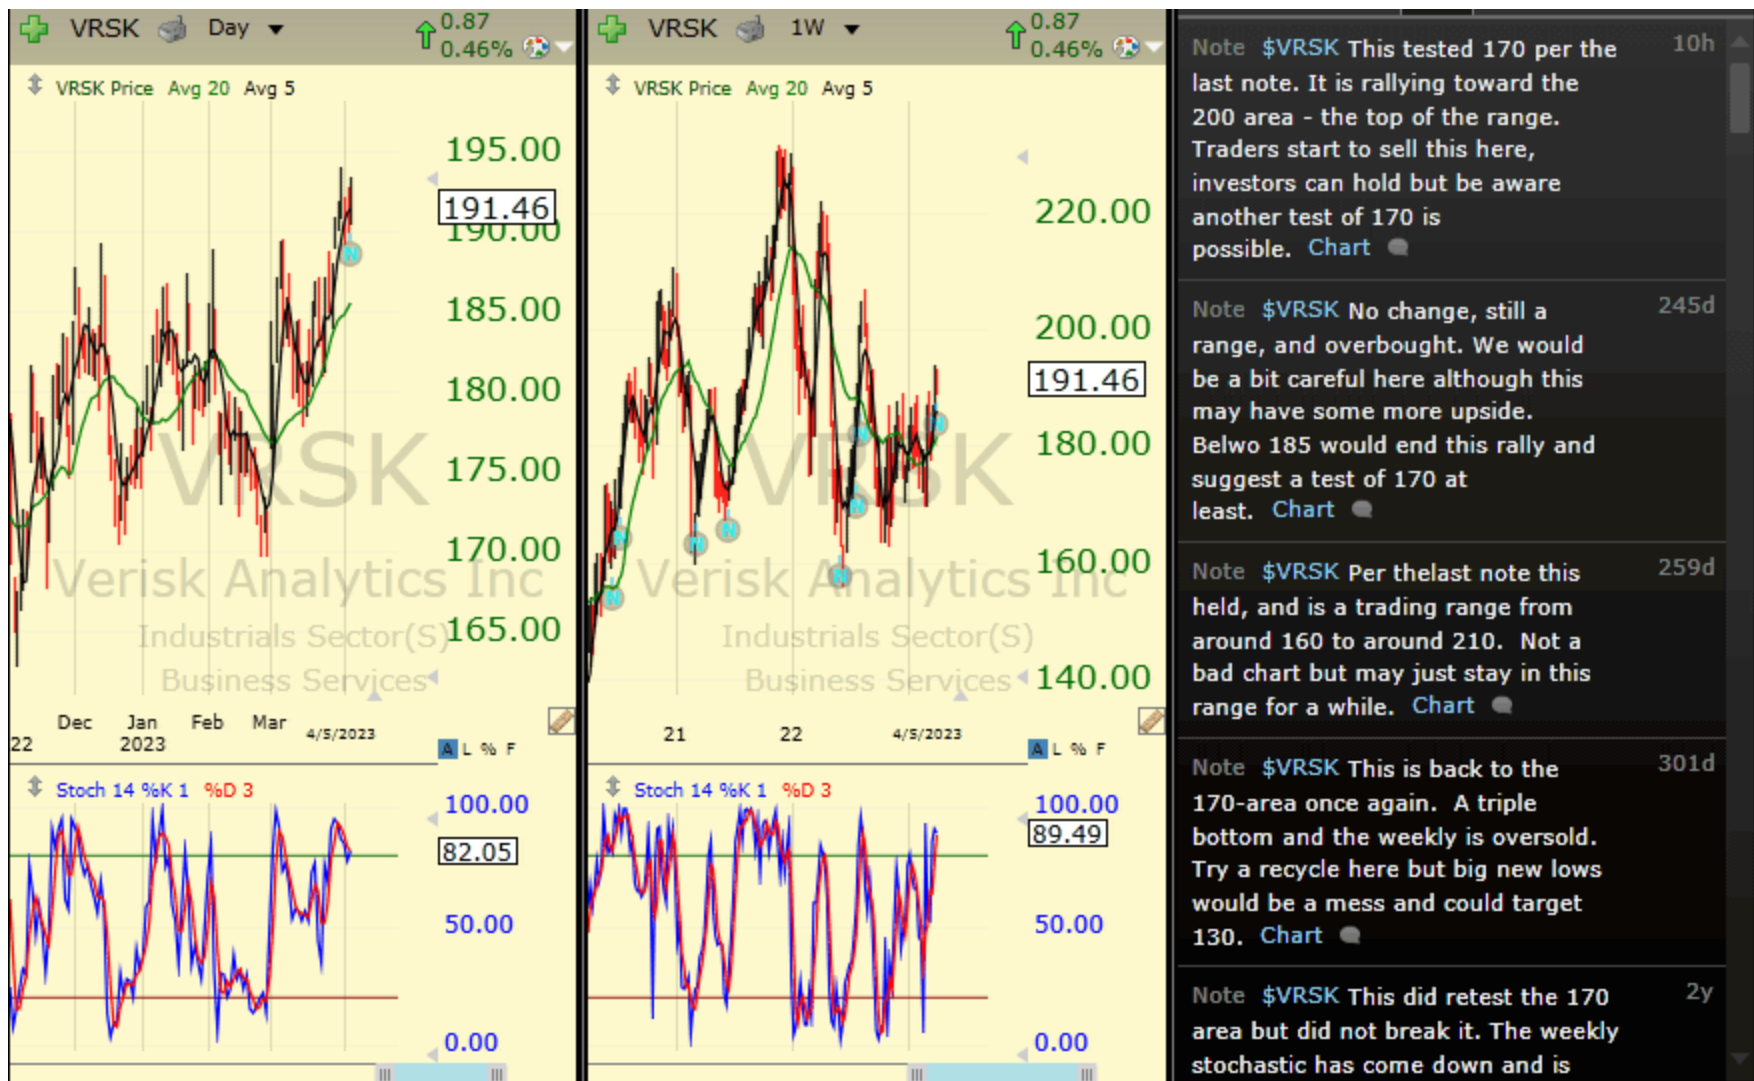 VRSK Day 0.87
0.46%
VRSK Price Avg 20 Avg 5
195.00
191.46
190.00
185.00
180.00
175.00
170.00
165.00
VRSK
Verisk Analytics Inc
Industrials Sector(S)
Business Services
N
Dec Jan Feb Mar 4/5/2023
22 2023
A L % F
Stoch 14 %K 1 %D 3
100.00
82.05
50.00
0.00
VRSK 1W 0.87
0.46%
VRSK Price Avg 20 Avg 5
220.00
200.00
191.46
180.00
160.00
140.00
VRSK
Verisk Analytics Inc
Industrials Sector(S)
Business Services
N
N
N
N
N
N
N
N
21 22 4/5/2023
A L % F
Stoch 14 %K 1 %D 3
100.00
89.49
50.00
0.00
Note $VRSK This tested 170 per the 10h
last note. It is rallying toward the
200 area - the top of the range.
Traders start to sell this here,
investors can hold but be aware
another test of 170 is
possible. Chart
Note $VRSK No change, still a 245d
range, and overbought. We would
be a bit careful here although this
may have some more upside.
Belwo 185 would end this rally and
suggest a test of 170 at
least. Chart
Note $VRSK Per thelast note this 259d
held, and is a trading range from
around 160 to around 210. Not a
bad chart but may just stay in this
range for a while. Chart
Note $VRSK This is back to the 301d
170-area once again. A triple
bottom and the weekly is oversold.
Try a recycle here but big new lows
would be a mess and could target
130. Chart
Note $VRSK This did retest the 170 2y
area but did not break it. The weekly
stochastic has come down and is